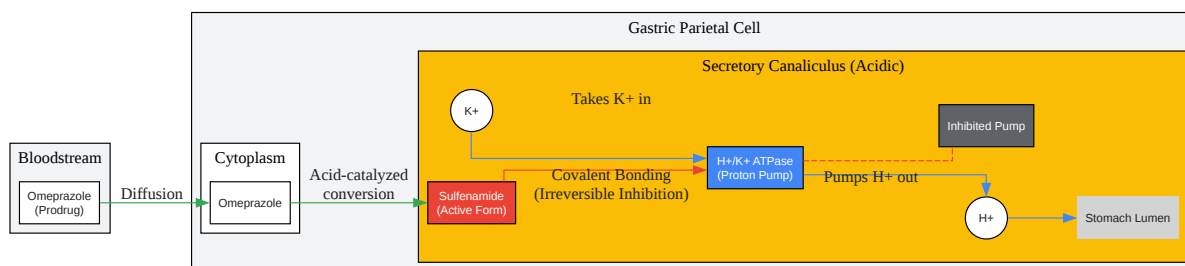 Gastric Parietal Cell
Secretory Canaliculus (Acidic)
Bloodstream
Omeprazole
(Prodrug)
Diffusion
Cytoplasm
Omeprazole
Acid-catalyzed
conversion
K+
Takes K+ in
Sulfenamide
(Active Form)
Covalent Bonding
(Irreversible Inhibition)
H+/K+ ATPase
(Proton Pump)
Inhibited Pump
Pumps H+ out
H+
Stomach Lumen